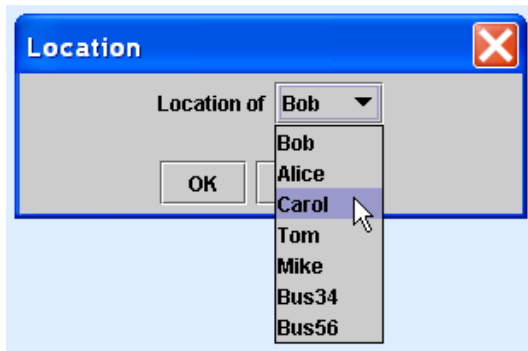 Location
Location of Bob
Bob
Alice
OK
Carol
Tom
Mike
Bus34
Bus56